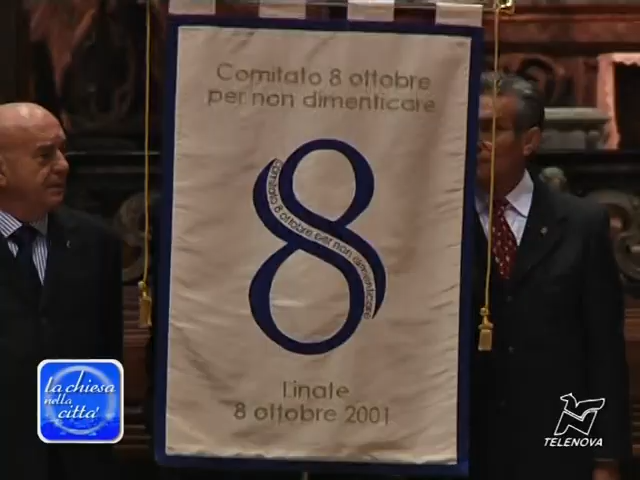 Comitato 8 ottobre
per non dimenticare
8
comitato 8 ottobre per non dimenticare
Linate
8 ottobre 2001
la chiesa
nella
città
TELENOVA